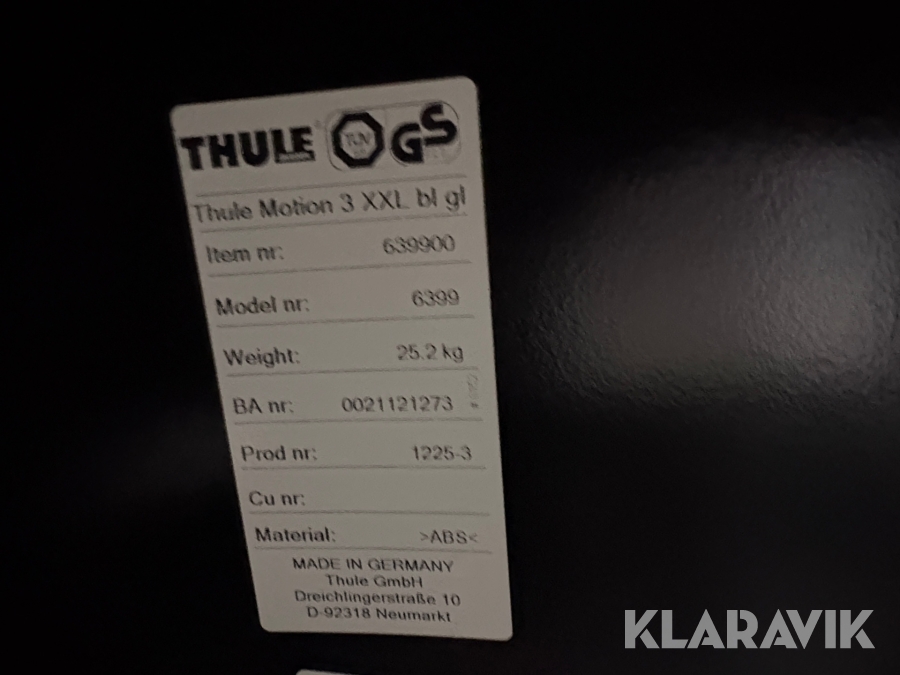 THULE TÜV GS
Thule Motion 3 XXL bl gl
Item nr: 639900
Model nr: 6399
Weight: 25.2 kg
BA nr: 0021121273
Prod nr: 1225-3
Cu nr:
Material: >ABS<
MADE IN GERMANY
Thule GmbH
Dreichlingerstraße 10
D-92318 Neumarkt
KLARAVIK